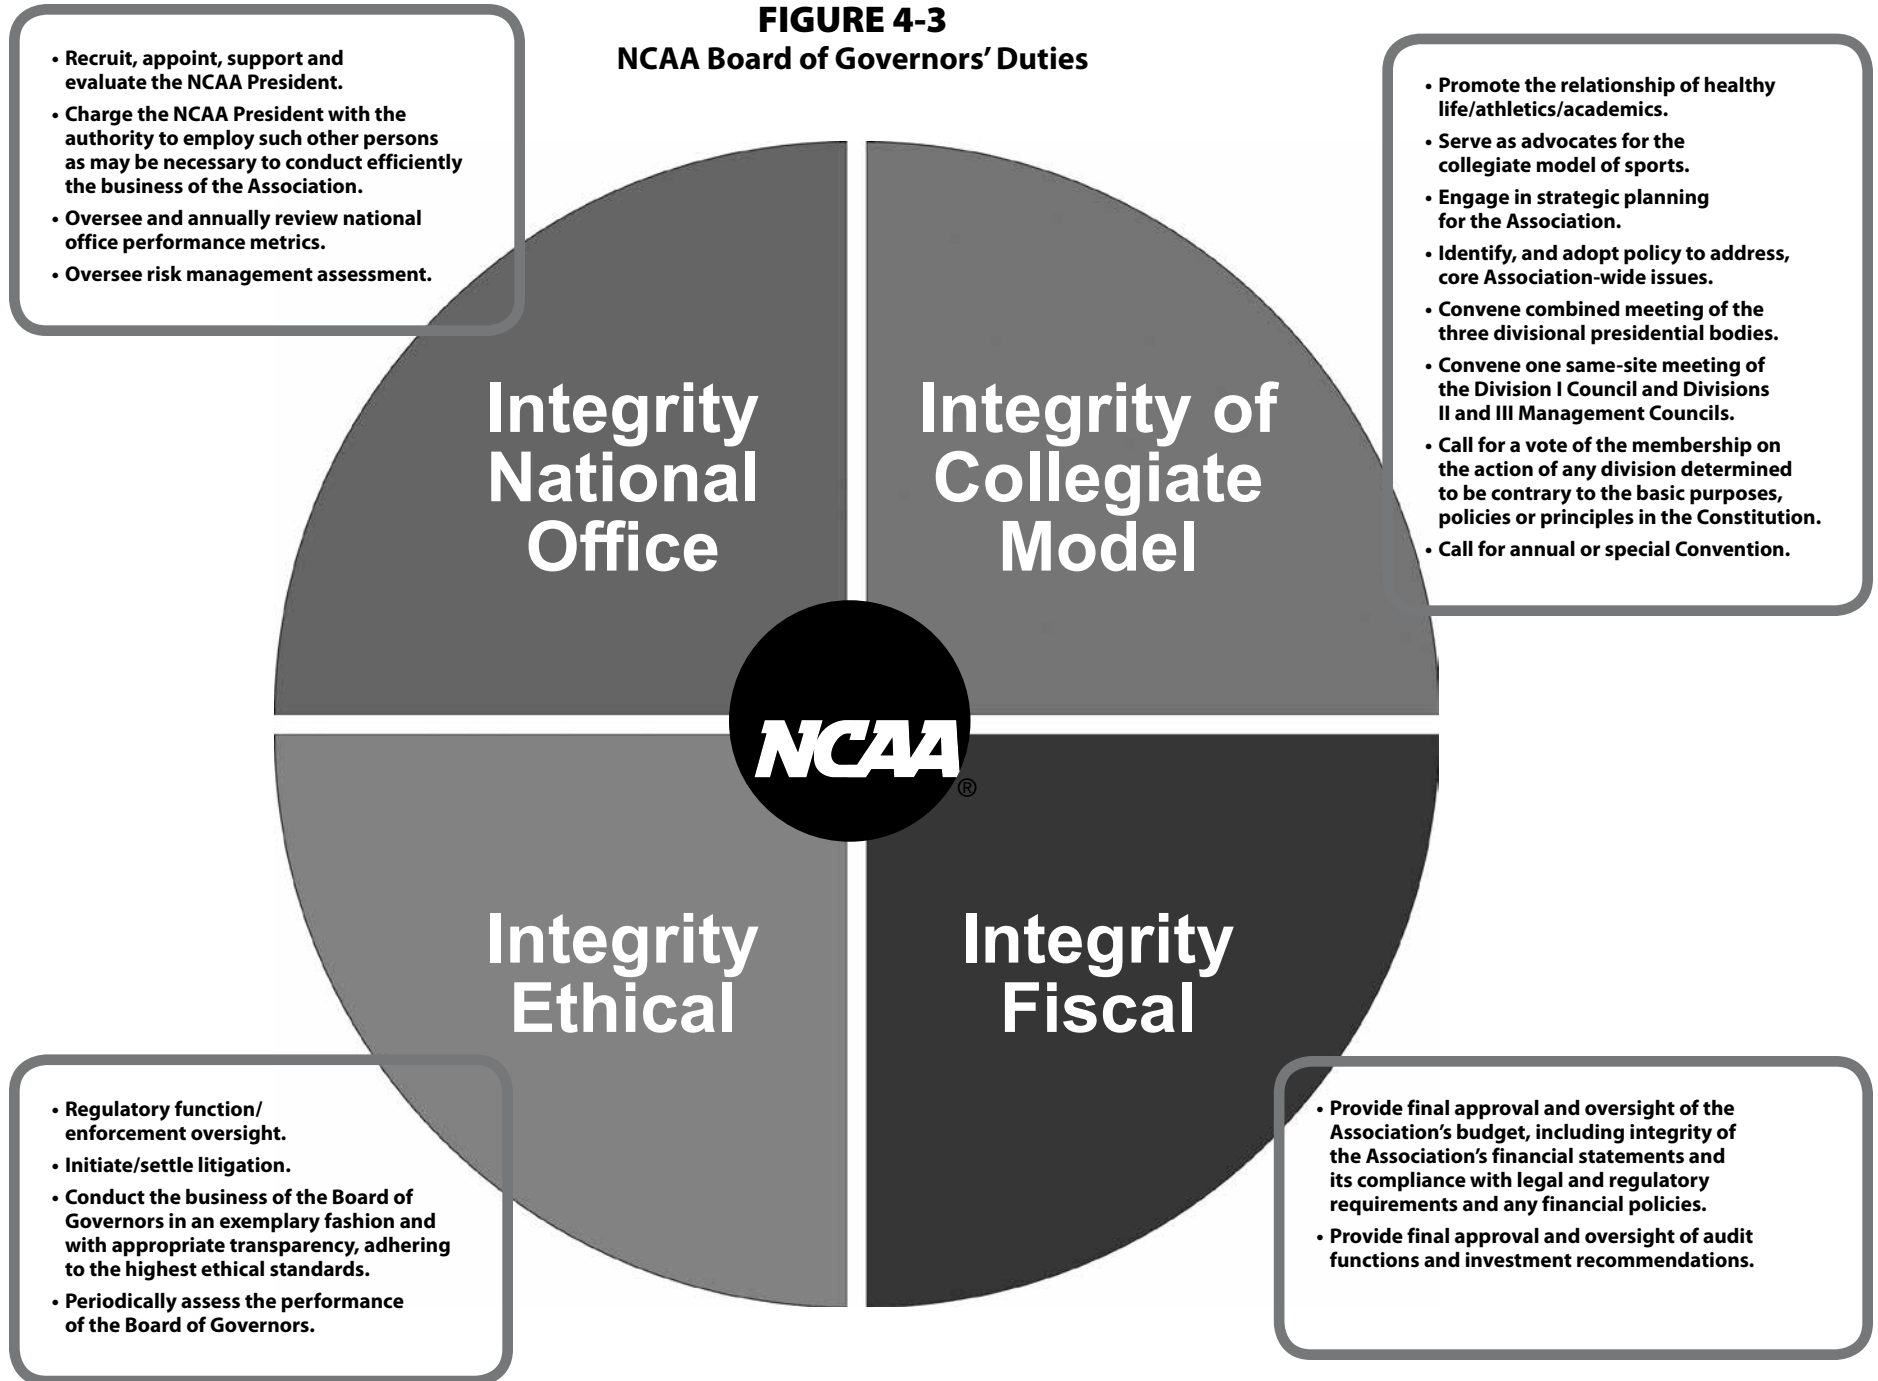 FIGURE 4-3
NCAA Board of Governors’ Duties
• Recruit, appoint, support and
evaluate the NCAA President.
• Charge the NCAA President with the
authority to employ such other persons
as may be necessary to conduct efficiently
the business of the Association.
• Oversee and annually review national
office performance metrics.
• Oversee risk management assessment.
• Promote the relationship of healthy
life/athletics/academics.
• Serve as advocates for the
collegiate model of sports.
• Engage in strategic planning
for the Association.
• Identify, and adopt policy to address,
core Association-wide issues.
• Convene combined meeting of the
three divisional presidential bodies.
• Convene one same-site meeting of
the Division I Council and Divisions
II and III Management Councils.
• Call for a vote of the membership on
the action of any division determined
to be contrary to the basic purposes,
policies or principles in the Constitution.
• Call for annual or special Convention.
Integrity
National
Office
Integrity of
Collegiate
Model
NCAA
®
Integrity
Ethical
Integrity
Fiscal
• Regulatory function/
enforcement oversight.
• Initiate/settle litigation.
• Conduct the business of the Board of
Governors in an exemplary fashion and
with appropriate transparency, adhering
to the highest ethical standards.
• Periodically assess the performance
of the Board of Governors.
• Provide final approval and oversight of the
Association’s budget, including integrity of
the Association’s financial statements and
its compliance with legal and regulatory
requirements and any financial policies.
• Provide final approval and oversight of audit
functions and investment recommendations.